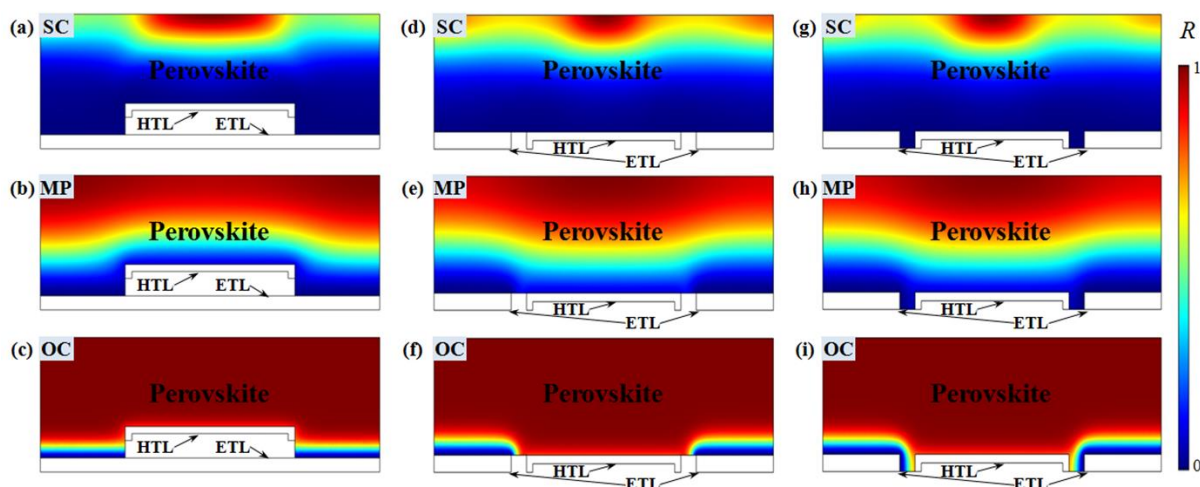 (a) SC
Perovskite
HTL
ETL
(b) MP
Perovskite
HTL
ETL
(c) OC
Perovskite
HTL
ETL
(d) SC
Perovskite
HTL
ETL
(e) MP
Perovskite
HTL
ETL
(f) OC
Perovskite
HTL
ETL
(g) SC
Perovskite
HTL
ETL
(h) MP
Perovskite
HTL
ETL
(i) OC
Perovskite
HTL
ETL
R
1
0